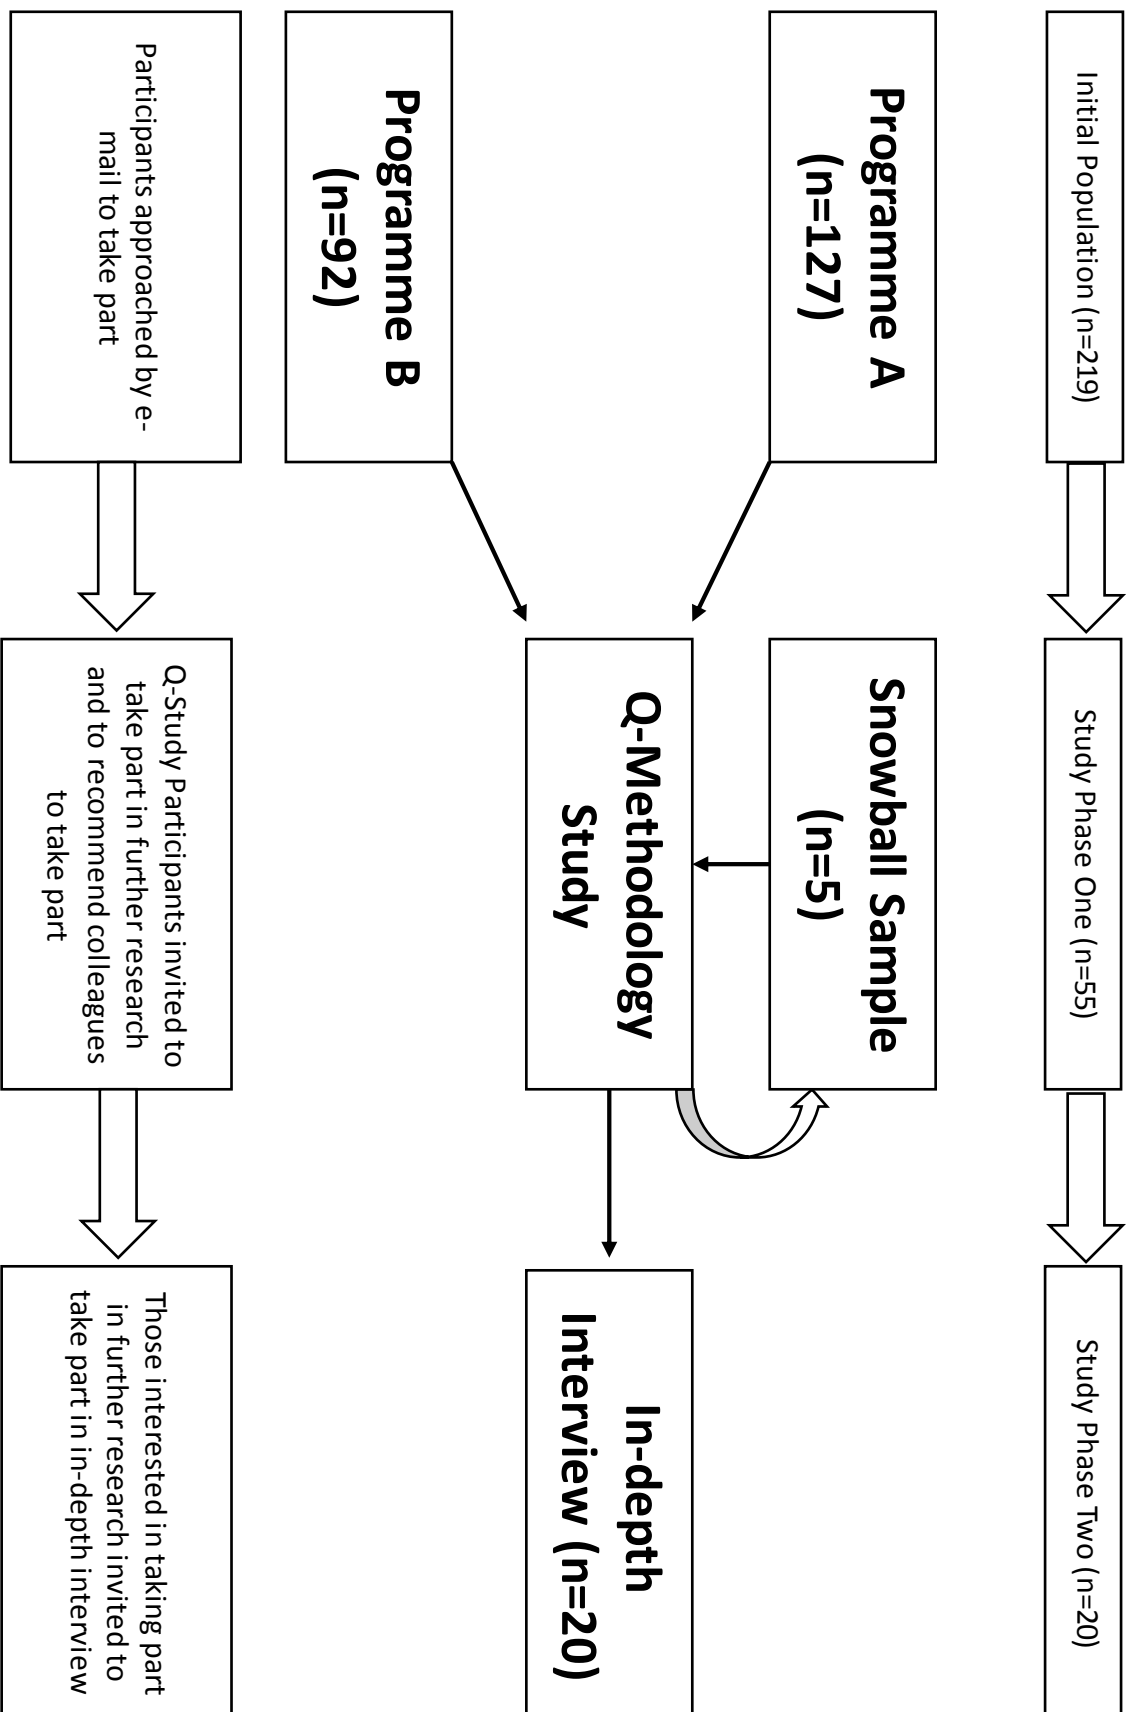 Initial Population (n=219)
Study Phase One (n=55)
Study Phase Two (n=20)
Programme A
(n=127)
Snowball Sample
(n=5)
Programme B
(n=92)
Q-Methodology
Study
In-depth
Interview (n=20)
Participants approached by e-
mail to take part
Q-Study Participants invited to
take part in further research
and to recommend colleagues
to take part
Those interested in taking part
in further research invited to
take part in in-depth interview